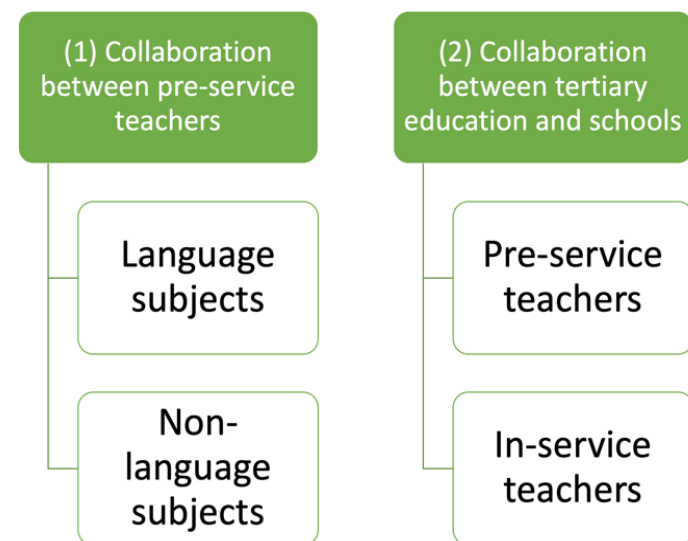 (1) Collaboration
between pre-service
teachers
Language
subjects
Non-
language
subjects
(2) Collaboration
between tertiary
education and schools
Pre-service
teachers
In-service
teachers